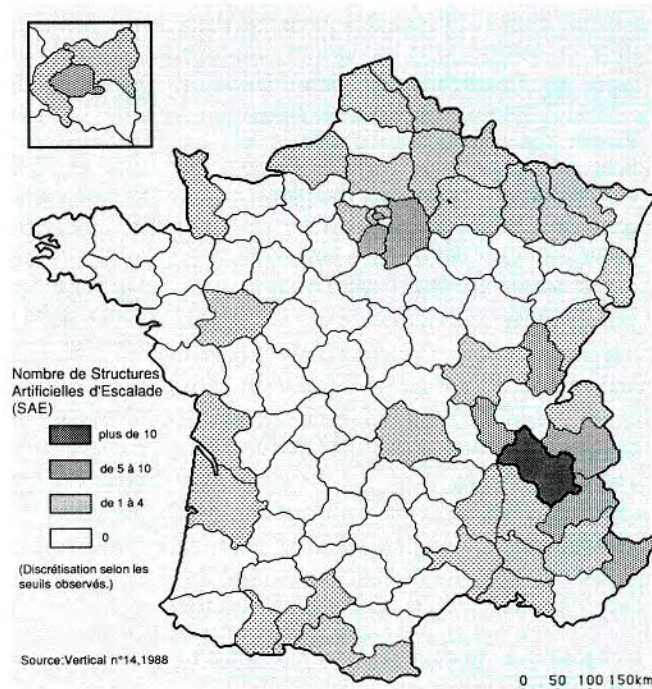 Nombre de Structures
Artificielles d'Escalade
(SAE)
plus de 10
de 5 à 10
de 1 à 4
0
(Discrétisation selon les
seuils observés.)
Source:Vertical n°14,1988
0 50 100 150km